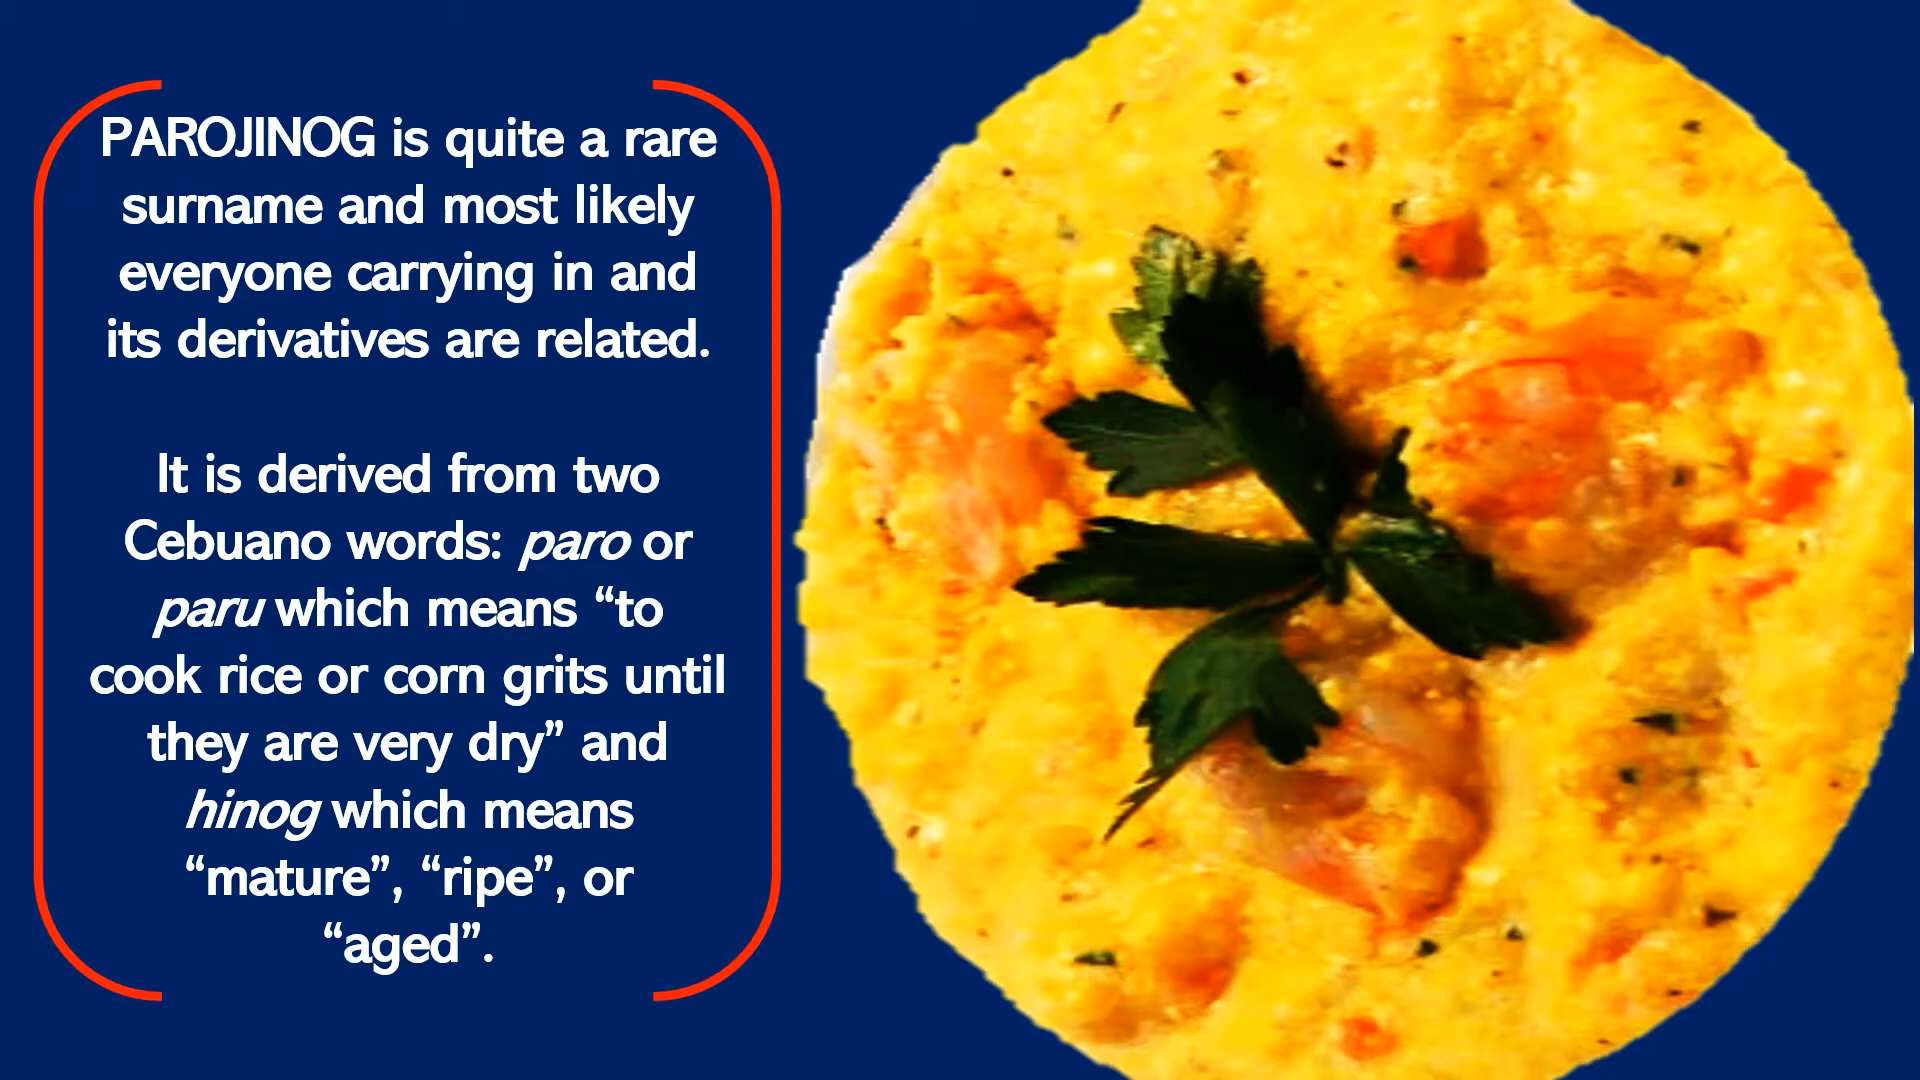 PAROJINOG is quite a rare
surname and most likely
everyone carrying in and
its derivatives are related.
It is derived from two
Cebuano words: paro or
paru which means “to
cook rice or corn grits until
they are very dry” and
hinog which means
“mature”, “ripe”, or
“aged”.